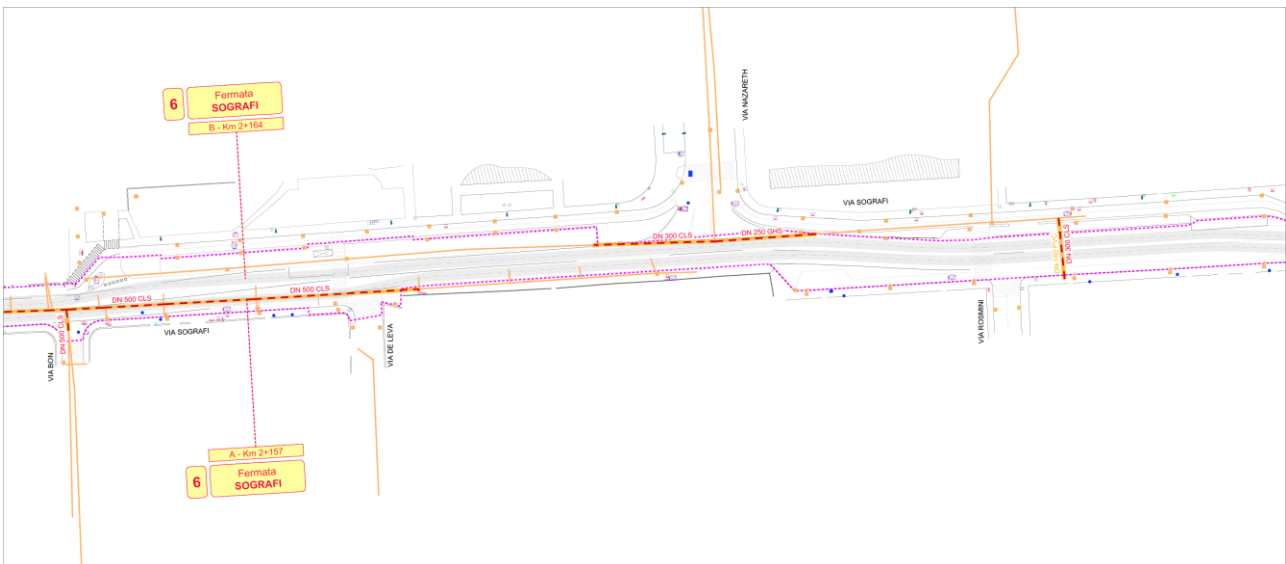 6
Fermata
SOGRAFI
B - Km 2+164
VIA NAZARETH
VIA SOGRAFI
DN 300 CLS
DN 250 GHS
DN 300 CLS
DN 500 CLS
DN 500 CLS
DN 500 CLS
VIA SOGRAFI
VIA BON
VIA DE LEVA
VIA ROSMINI
A - Km 2+157
6
Fermata
SOGRAFI